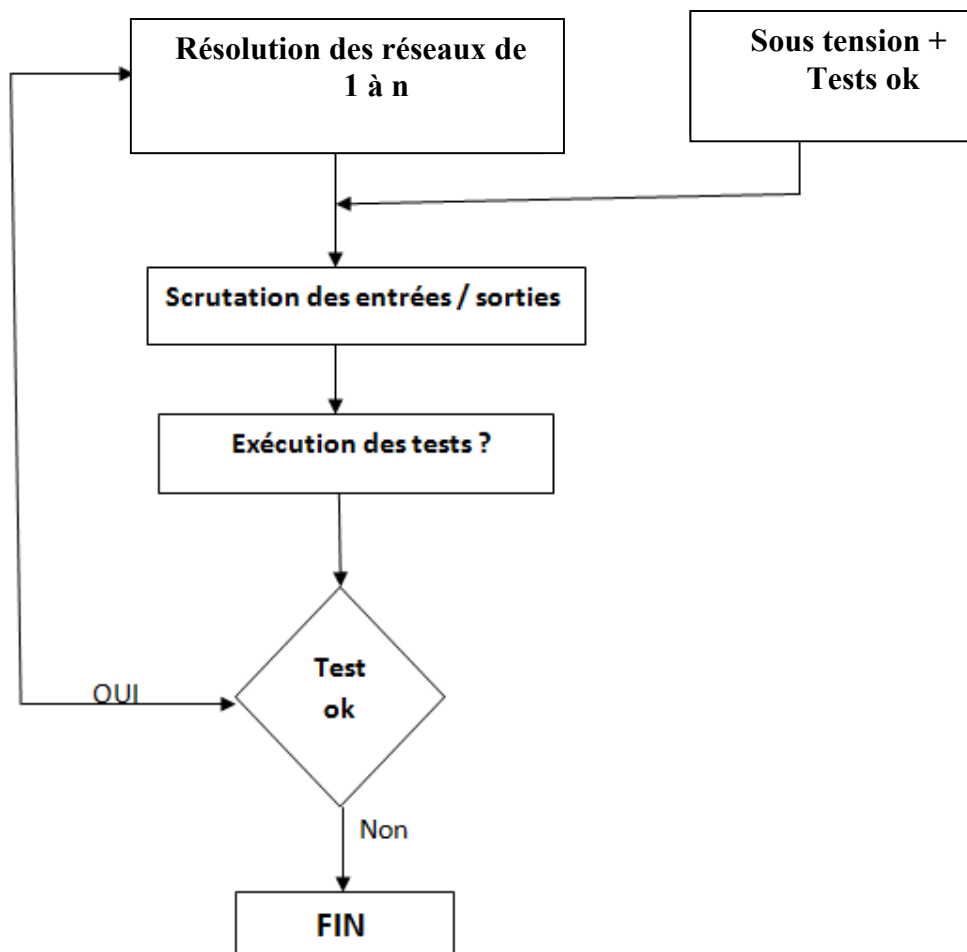 Résolution des réseaux de
1 à n
Sous tension +
Tests ok
Scrutation des entrées / sorties
Exécution des tests ?
Test
ok
OUI
Non
FIN